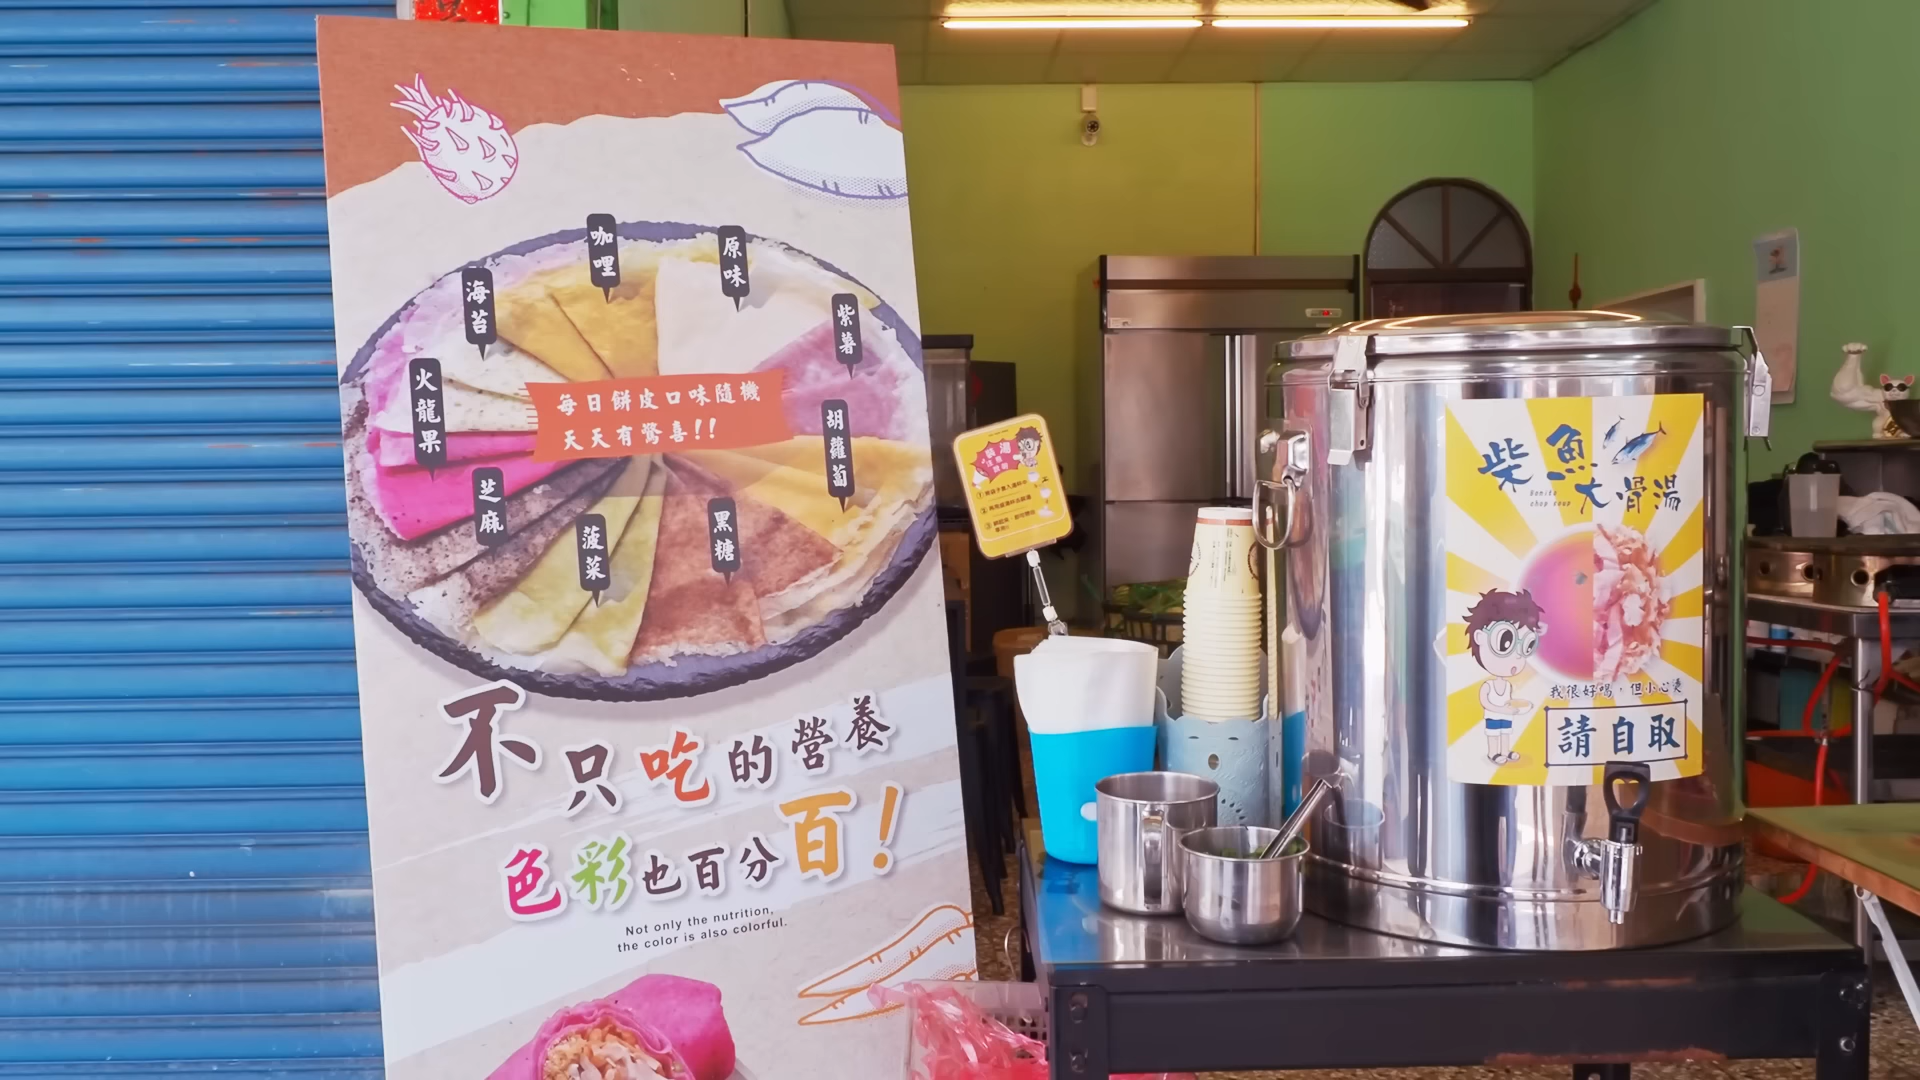 咖哩
原味
海苔
紫薯
火龍果
胡蘿蔔
芝麻
菠菜
黑糖
每日餅皮口味隨機
天天有驚喜!!
不只吃的營養
色彩也百分百!
Not only the nutrition,
the color is also colorful.
裝湯
柴魚
大骨湯
Bonito
chop soup
我很好喝,但小心燙
請自取